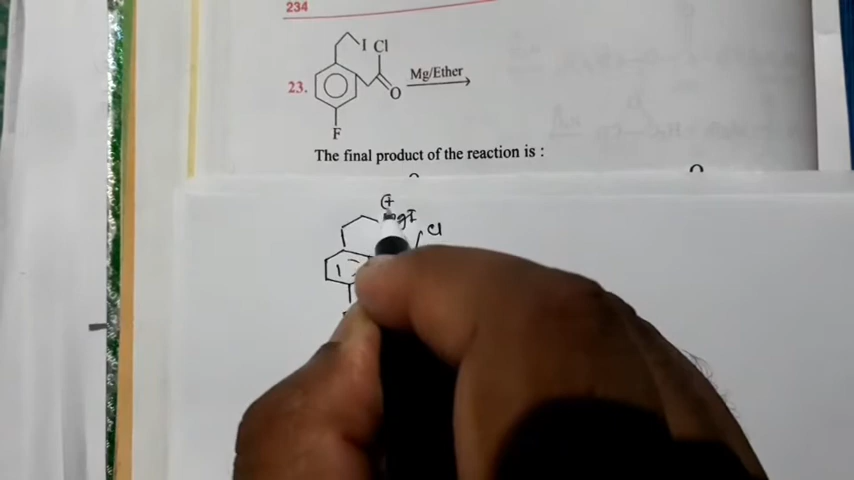 234
I Cl
23.
Mg/Ether
O
F
The final product of the reaction is :
O
+
gI
Cl